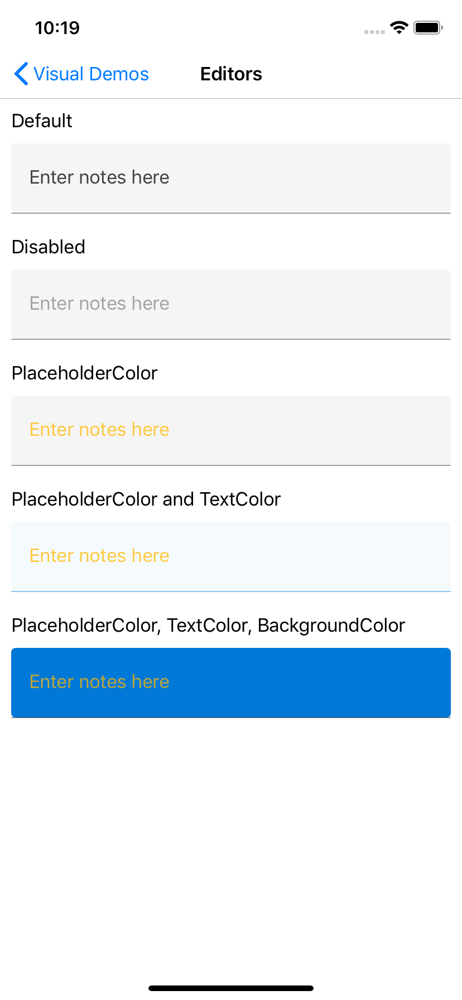 10:19
Visual Demos Editors
Default
Enter notes here
Disabled
Enter notes here
PlaceholderColor
Enter notes here
PlaceholderColor and TextColor
Enter notes here
PlaceholderColor, TextColor, BackgroundColor
Enter notes here